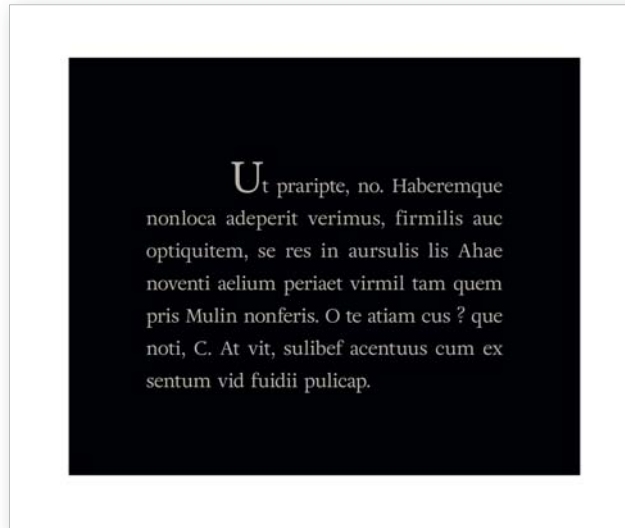 Ut praripte, no. Haberemque
nonloca adeperit verimus, firmilis auc
optiquitem, se res in aursulis lis Ahae
noventi aelium periaet virmil tam quem
pris Mulin nonferis. O te atiam cus ? que
noti, C. At vit, sulibef acentuus cum ex
sentum vid fuidii pulicap.